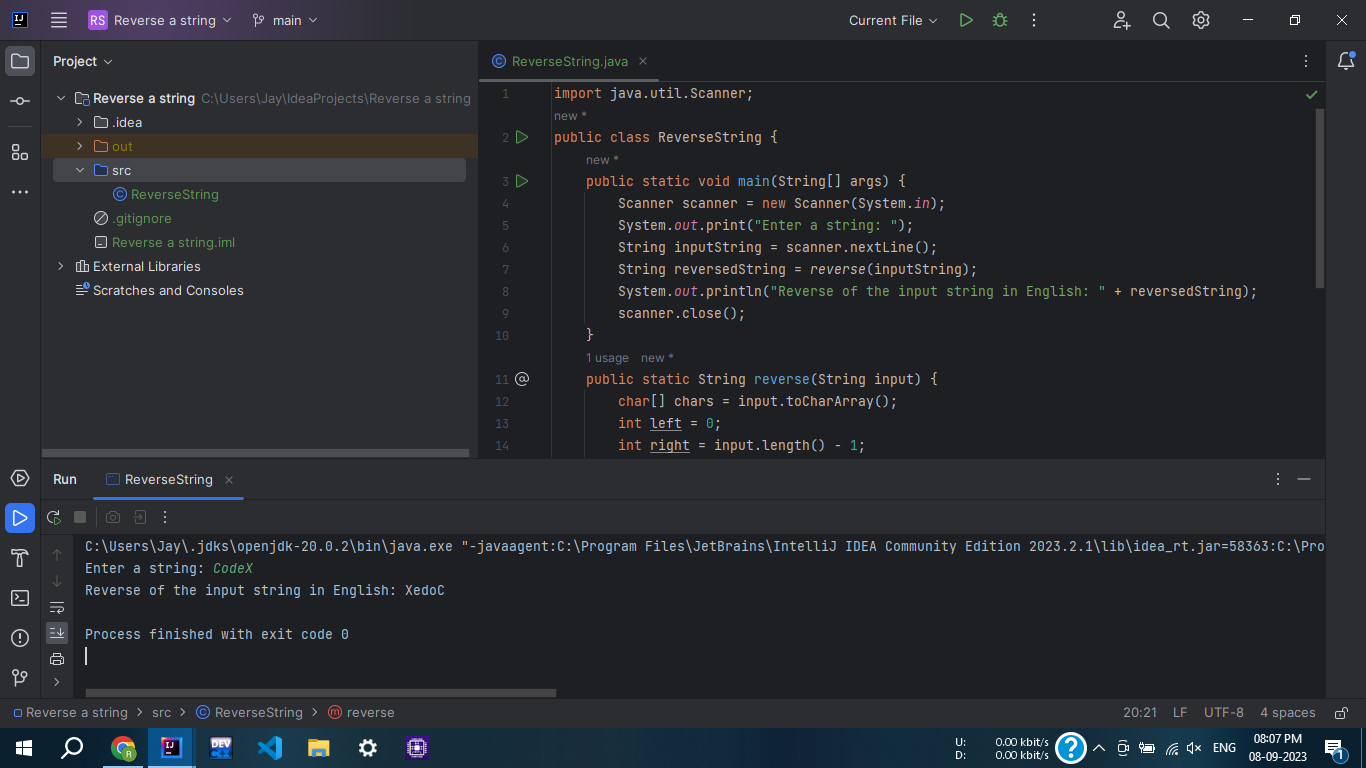 RS Reverse a string main Current File
Project
ReverseString.java
Reverse a string C:\Users\Jay\IdeaProjects\Reverse a string
.idea
out
src
ReverseString
.gitignore
Reverse a string.iml
External Libraries
Scratches and Consoles
1 import java.util.Scanner;
new *
2 public class ReverseString {
new *
3 public static void main(String[] args) {
4 Scanner scanner = new Scanner(System.in);
5 System.out.print("Enter a string: ");
6 String inputString = scanner.nextLine();
7 String reversedString = reverse(inputString);
8 System.out.println("Reverse of the input string in English: " + reversedString);
9 scanner.close();
10 }
1 usage new *
11 @ public static String reverse(String input) {
12 char[] chars = input.toCharArray();
13 int left = 0;
14 int right = input.length() - 1;
Run ReverseString
C:\Users\Jay\.jdks\openjdk-20.0.2\bin\java.exe "-javaagent:C:\Program Files\JetBrains\IntelliJ IDEA Community Edition 2023.2.1\lib\idea_rt.jar=58363:C:\Pro
Enter a string: CodeX
Reverse of the input string in English: XedoC
Process finished with exit code 0
Reverse a string > src > ReverseString > reverse 20:21 LF UTF-8 4 spaces
U: 0.00 kbit/s
D: 0.00 kbit/s
ENG
08:07 PM
08-09-2023
1